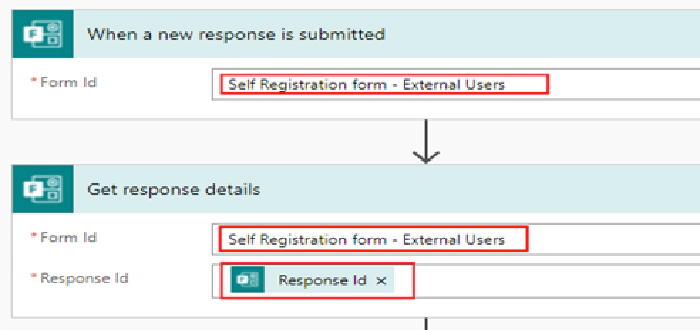 When a new response is submitted
* Form Id
Self Registration form - External Users
Get response details
* Form Id
Self Registration form - External Users
* Response Id
Response Id ×